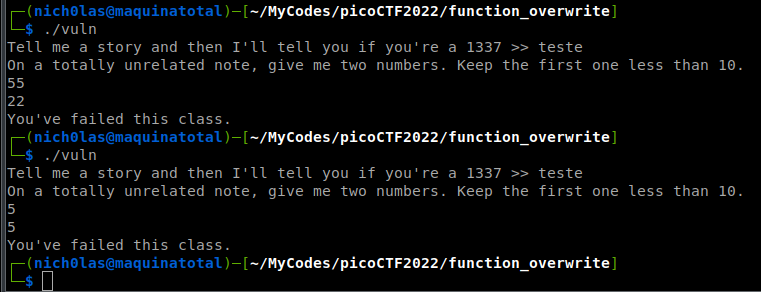 ┌─(nich0las@maquinatotal)-[~/MyCodes/picoCTF2022/function_overwrite]
└─$ ./vuln
Tell me a story and then I'll tell you if you're a 1337 >> teste
On a totally unrelated note, give me two numbers. Keep the first one less than 10.
55
22
You've failed this class.
┌─(nich0las@maquinatotal)-[~/MyCodes/picoCTF2022/function_overwrite]
└─$ ./vuln
Tell me a story and then I'll tell you if you're a 1337 >> teste
On a totally unrelated note, give me two numbers. Keep the first one less than 10.
5
5
You've failed this class.
┌─(nich0las@maquinatotal)-[~/MyCodes/picoCTF2022/function_overwrite]
└─$